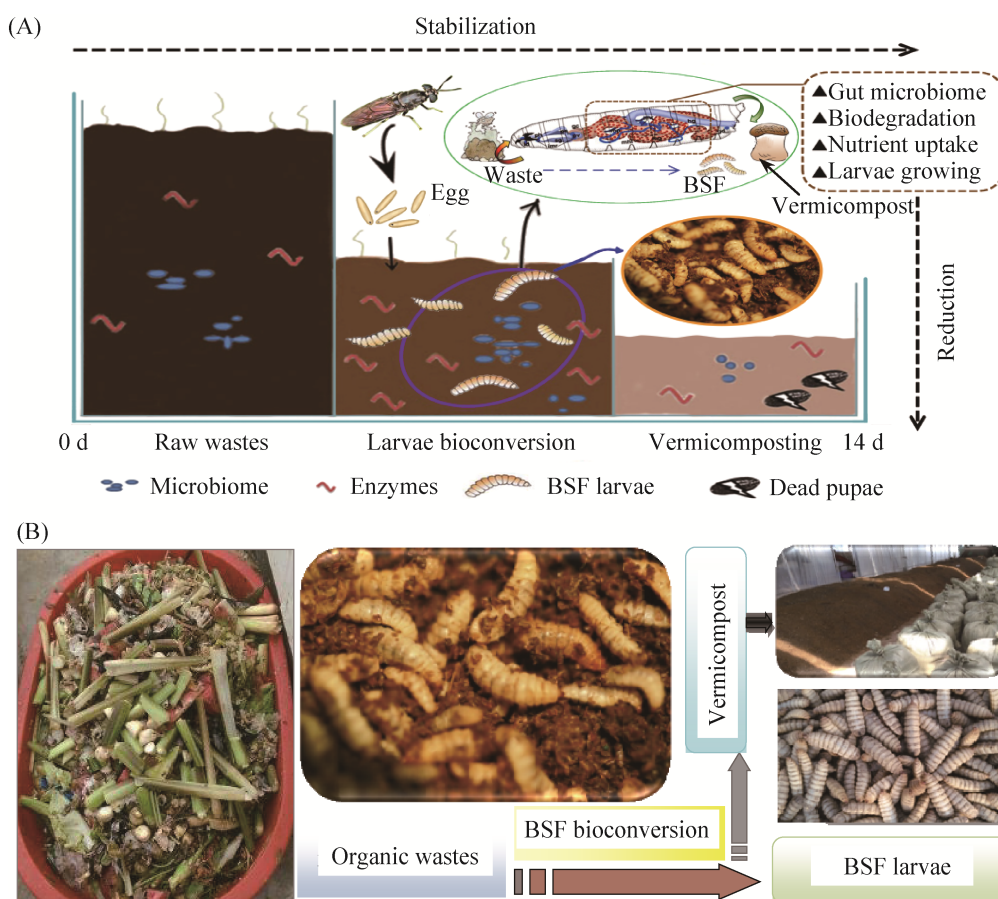 (A)
Stabilization
▲Gut microbiome
▲Biodegradation
▲Nutrient uptake
▲Larvae growing
Waste
BSF
Egg
Vermicompost
Reduction
0 d
Raw wastes
Larvae bioconversion
Vermicomposting
14 d
Microbiome
Enzymes
BSF larvae
Dead pupae
(B)
Vermicompost
BSF bioconversion
Organic wastes
BSF larvae